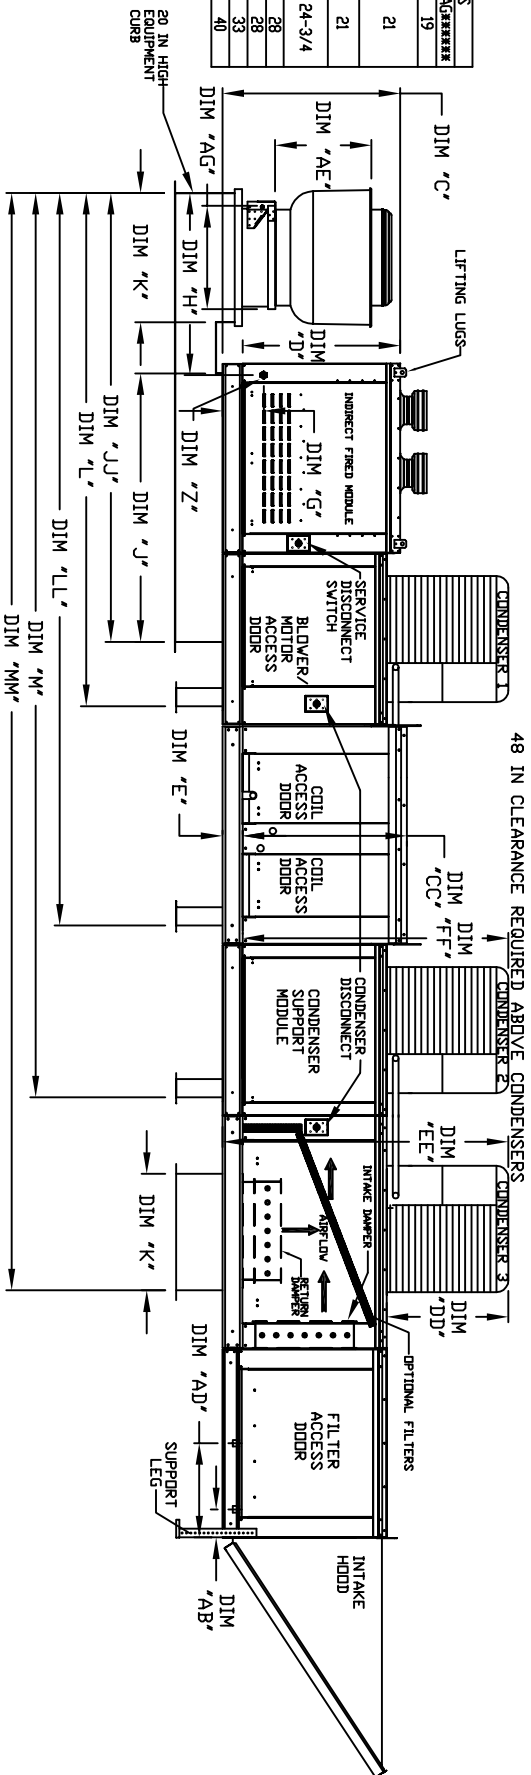 S
AG******
19
21
21
24-3/4
28
28
33
40
20 IN HIGH
EQUIPMENT
CURB
DIM "C"
DIM "AE"
DIM "AG"
DIM "H"
DIM "K"
DIM
"D"
LIFTING LUGS
INDIRECT FIRED MODULE
DIM "G"
DIM "Z"
DIM "J"
DIM "JJ"
DIM "L"
DIM "LL"
DIM "M"
DIM "MM"
SERVICE
DISCONNECT
SWITCH
BLOWER/
MOTOR
ACCESS
DOOR
CONDENSER 1
48 IN CLEARANCE REQUIRED ABOVE CONDENSERS
COIL
ACCESS
DOOR
COIL
ACCESS
DOOR
DIM "E"
DIM
"CC"
DIM
"FF"
CONDENSER
DISCONNECT
CONDENSER
SUPPORT
MODULE
CONDENSER 2
DIM
"EE"
CONDENSER 3
DIM
"DD"
INTAKE DAMPER
AIRFLOW
RETURN
DAMPER
OPTIONAL FILTERS
DIM "K"
DIM "AD"
FILTER
ACCESS
DOOR
SUPPORT
LEG
DIM
"AB"
INTAKE
HOOD